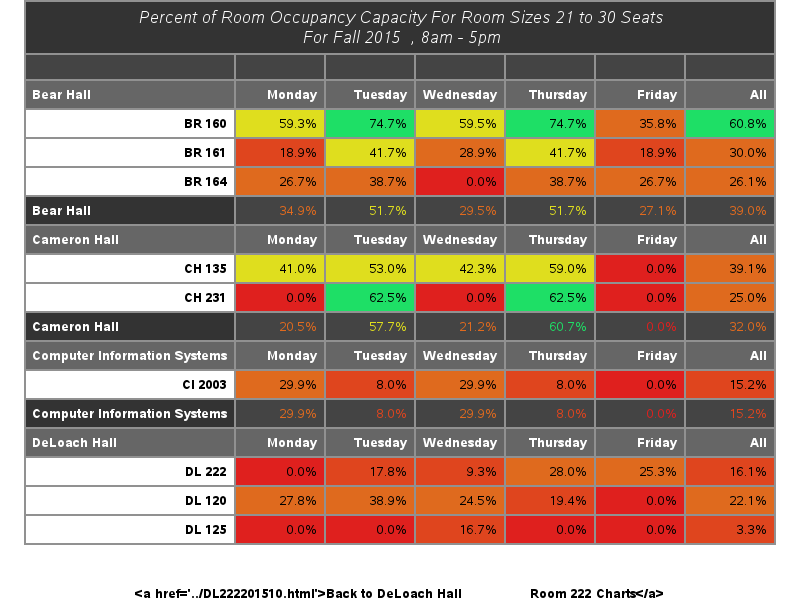 Percent of Room Occupancy Capacity For Room Sizes 21 to 30 Seats
For Fall 2015 , 8am - 5pm
Bear Hall Monday Tuesday Wednesday Thursday Friday All
BR 160 59.3% 74.7% 59.5% 74.7% 35.8% 60.8%
BR 161 18.9% 41.7% 28.9% 41.7% 18.9% 30.0%
BR 164 26.7% 38.7% 0.0% 38.7% 26.7% 26.1%
Bear Hall 34.9% 51.7% 29.5% 51.7% 27.1% 39.0%
Cameron Hall Monday Tuesday Wednesday Thursday Friday All
CH 135 41.0% 53.0% 42.3% 59.0% 0.0% 39.1%
CH 231 0.0% 62.5% 0.0% 62.5% 0.0% 25.0%
Cameron Hall 20.5% 57.7% 21.2% 60.7% 0.0% 32.0%
Computer Information Systems Monday Tuesday Wednesday Thursday Friday All
CI 2003 29.9% 8.0% 29.9% 8.0% 0.0% 15.2%
Computer Information Systems 29.9% 8.0% 29.9% 8.0% 0.0% 15.2%
DeLoach Hall Monday Tuesday Wednesday Thursday Friday All
DL 222 0.0% 17.8% 9.3% 28.0% 25.3% 16.1%
DL 120 27.8% 38.9% 24.5% 19.4% 0.0% 22.1%
DL 125 0.0% 0.0% 16.7% 0.0% 0.0% 3.3%
<a href='../DL222201510.html'>Back to DeLoach Hall Room 222 Charts</a>